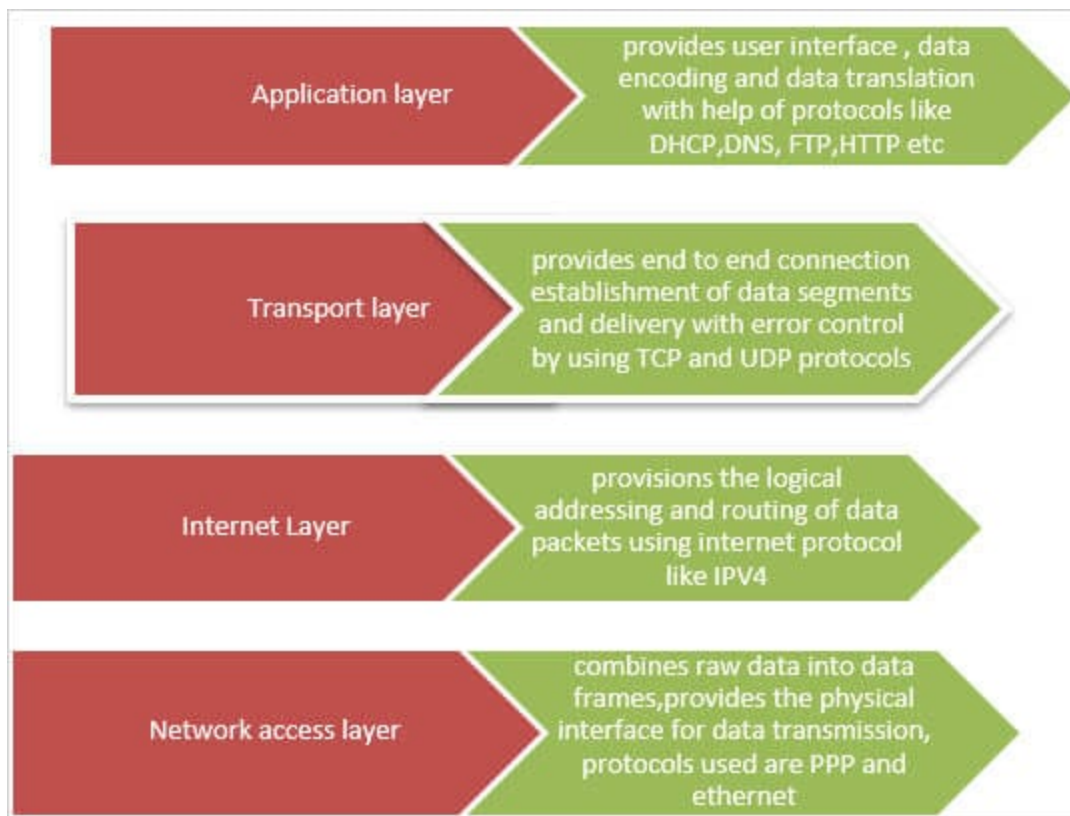 Application layer
provides user interface , data
encoding and data translation
with help of protocols like
DHCP,DNS, FTP,HTTP etc
Transport layer
provides end to end connection
establishment of data segments
and delivery with error control
by using TCP and UDP protocols
Internet Layer
provisions the logical
addressing and routing of data
packets using internet protocol
like IPV4
Network access layer
combines raw data into data
frames,provides the physical
interface for data transmission,
protocols used are PPP and
ethernet